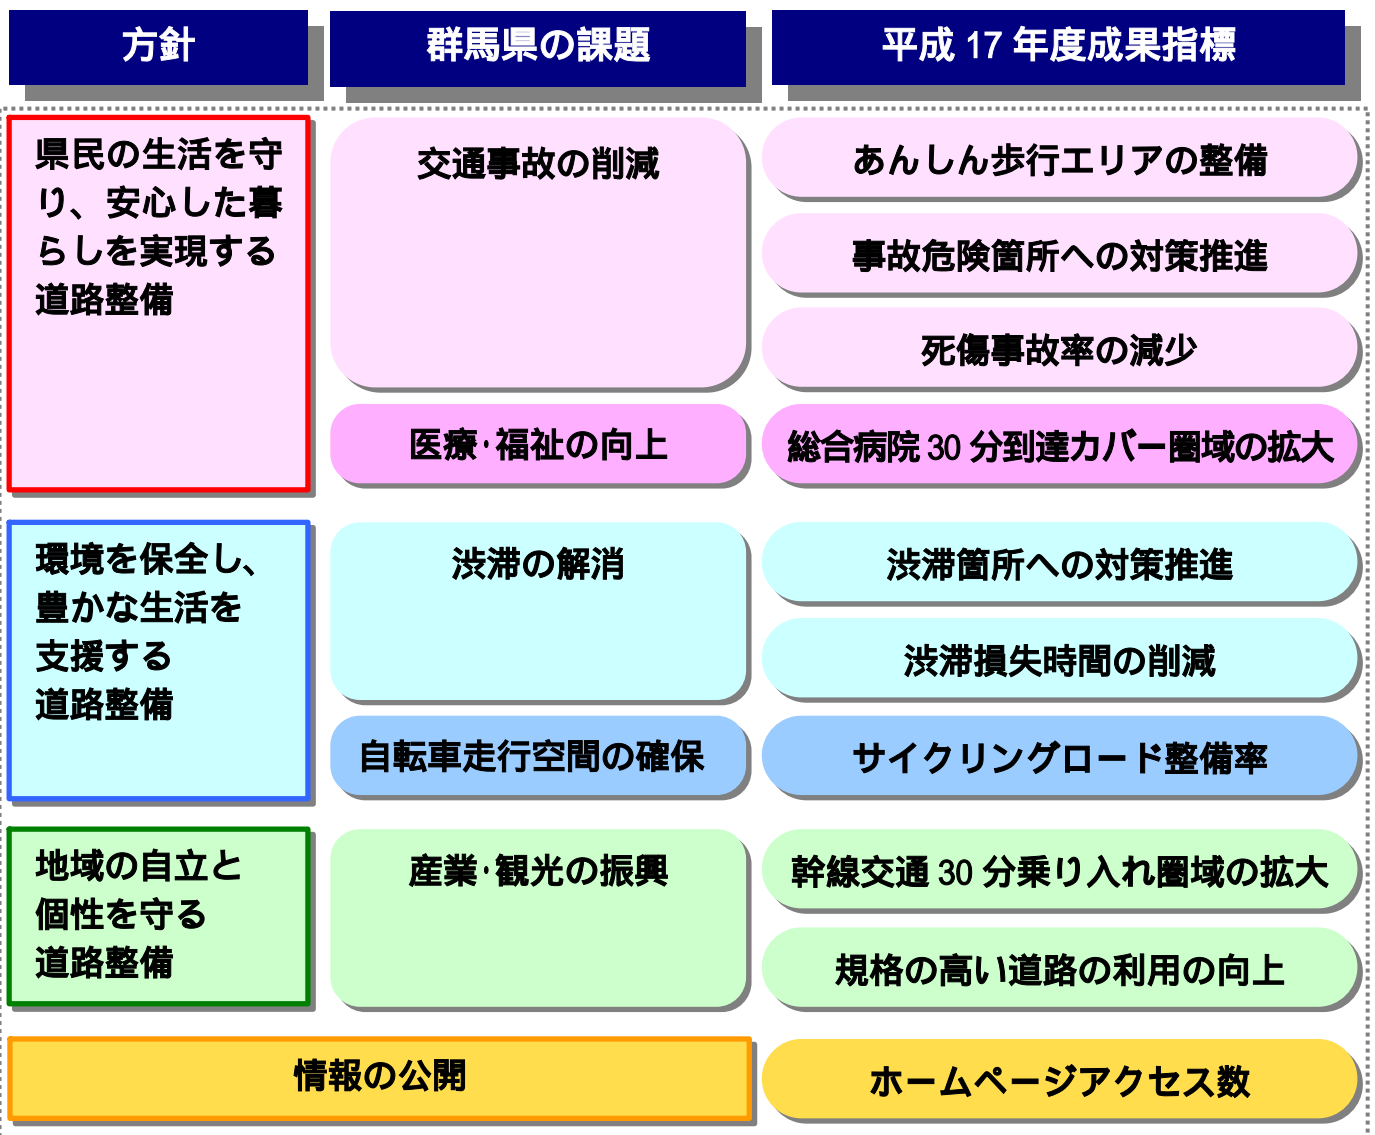 方針
群馬県の課題
平成 17 年度成果指標
県民の生活を守
り、安心した暮
らしを実現する
道路整備
交通事故の削減
あんしん歩行エリアの整備
事故危険箇所への対策推進
死傷事故率の減少
医療・福祉の向上
総合病院 30 分到達カバー圏域の拡大
環境を保全し、
豊かな生活を
支援する
道路整備
渋滞の解消
渋滞箇所への対策推進
渋滞損失時間の削減
自転車走行空間の確保
サイクリングロード整備率
地域の自立と
個性を守る
道路整備
産業・観光の振興
幹線交通 30 分乗り入れ圏域の拡大
規格の高い道路の利用の向上
情報の公開
ホームページアクセス数